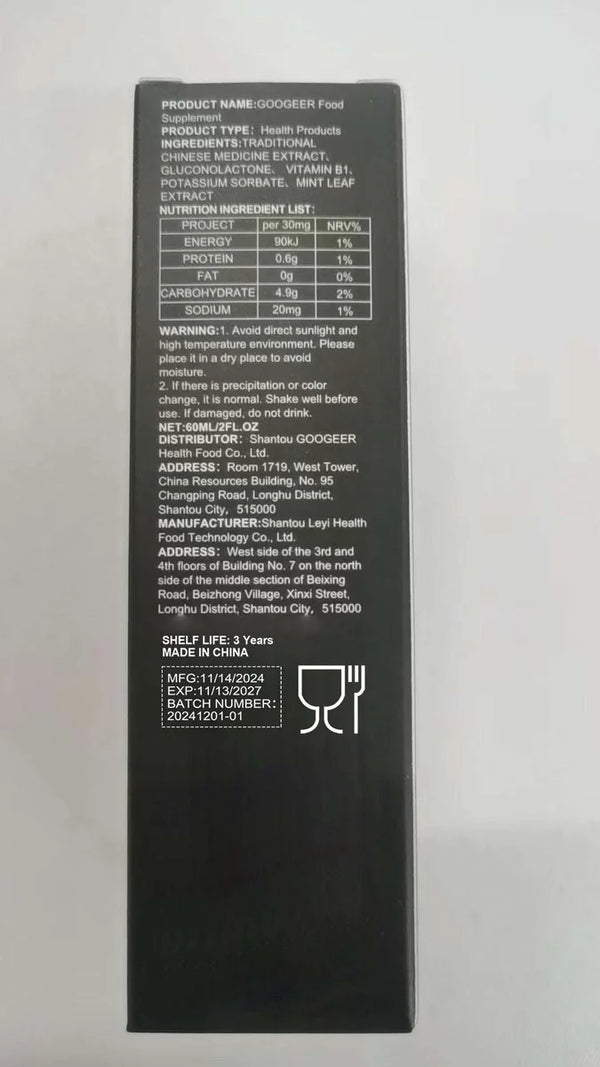 PRODUCT NAME:GOOGEER Food
Supplement
PRODUCT TYPE: Health Products
INGREDIENTS:TRADITIONAL
CHINESE MEDICINE EXTRACT、
GLUCONOLACTONE、 VITAMIN B1、
POTASSIUM SORBATE、 MINT LEAF
EXTRACT
NUTRITION INGREDIENT LIST:
PROJECT per 30mg NRV%
ENERGY 90kJ 1%
PROTEIN 0.6g 1%
FAT 0g 0%
CARBOHYDRATE 4.9g 2%
SODIUM 20mg 1%
WARNING:1. Avoid direct sunlight and
high temperature environment. Please
place it in a dry place to avoid
moisture.
2. If there is precipitation or color
change, it is normal. Shake well before
use. If damaged, do not drink.
NET:60ML/2FL.OZ
DISTRIBUTOR: Shantou GOOGEER
Health Food Co., Ltd.
ADDRESS: Room 1719, West Tower,
China Resources Building, No. 95
Changping Road, Longhu District,
Shantou City, 515000
MANUFACTURER:Shantou Leyi Health
Food Technology Co., Ltd.
ADDRESS: West side of the 3rd and
4th floors of Building No. 7 on the north
side of the middle section of Beixing
Road, Beizhong Village, Xinxi Street,
Longhu District, Shantou City, 515000
SHELF LIFE: 3 Years
MADE IN CHINA
MFG:11/14/2024
EXP:11/13/2027
BATCH NUMBER:
20241201-01